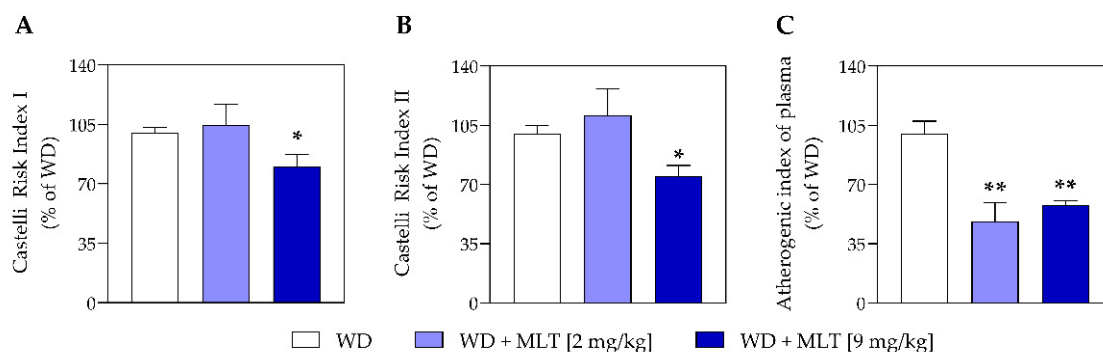 A
Castelli Risk Index I
(% of WD)
140
105
70
35
0
*
B
Castelli Risk Index II
(% of WD)
140
105
70
35
0
*
C
Atherogenic index of plasma
(% of WD)
140
105
70
35
0
**
**
WD
WD + MLT [2 mg/kg]
WD + MLT [9 mg/kg]